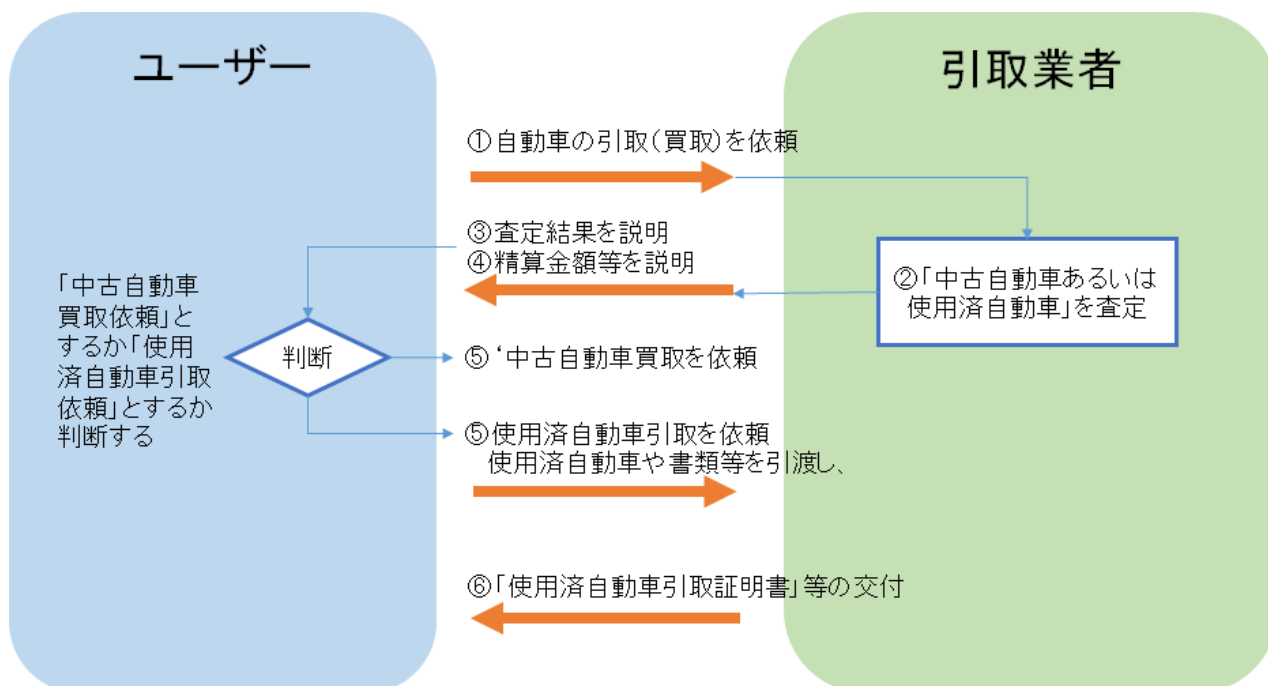 ユーザー
引取業者
①自動車の引取(買取)を依頼
③査定結果を説明
④精算金額等を説明
②「中古自動車あるいは
使用済自動車」を査定
「中古自動車
買取依頼」と
するか「使用
済自動車引取
依頼」とするか
判断する
判断
⑤‘中古自動車買取を依頼
⑤使用済自動車引取を依頼
使用済自動車や書類等を引渡し、
⑥「使用済自動車引取証明書」等の交付